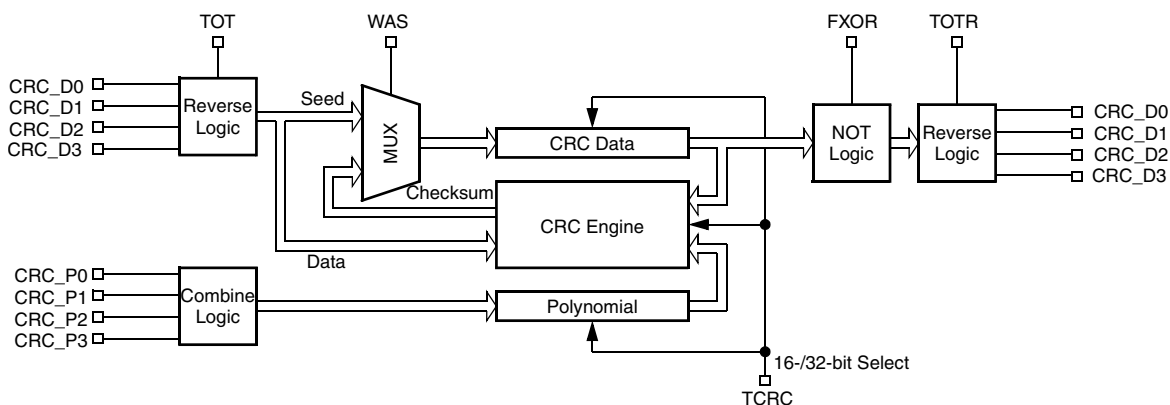 TOT
WAS
FXOR
TOTR
CRC_D0
CRC_D1
CRC_D2
CRC_D3
Reverse
Logic
Seed
MUX
CRC Data
NOT
Logic
Reverse
Logic
CRC_D0
CRC_D1
CRC_D2
CRC_D3
Checksum
CRC Engine
Data
CRC_P0
CRC_P1
CRC_P2
CRC_P3
Combine
Logic
Polynomial
16-/32-bit Select
TCRC